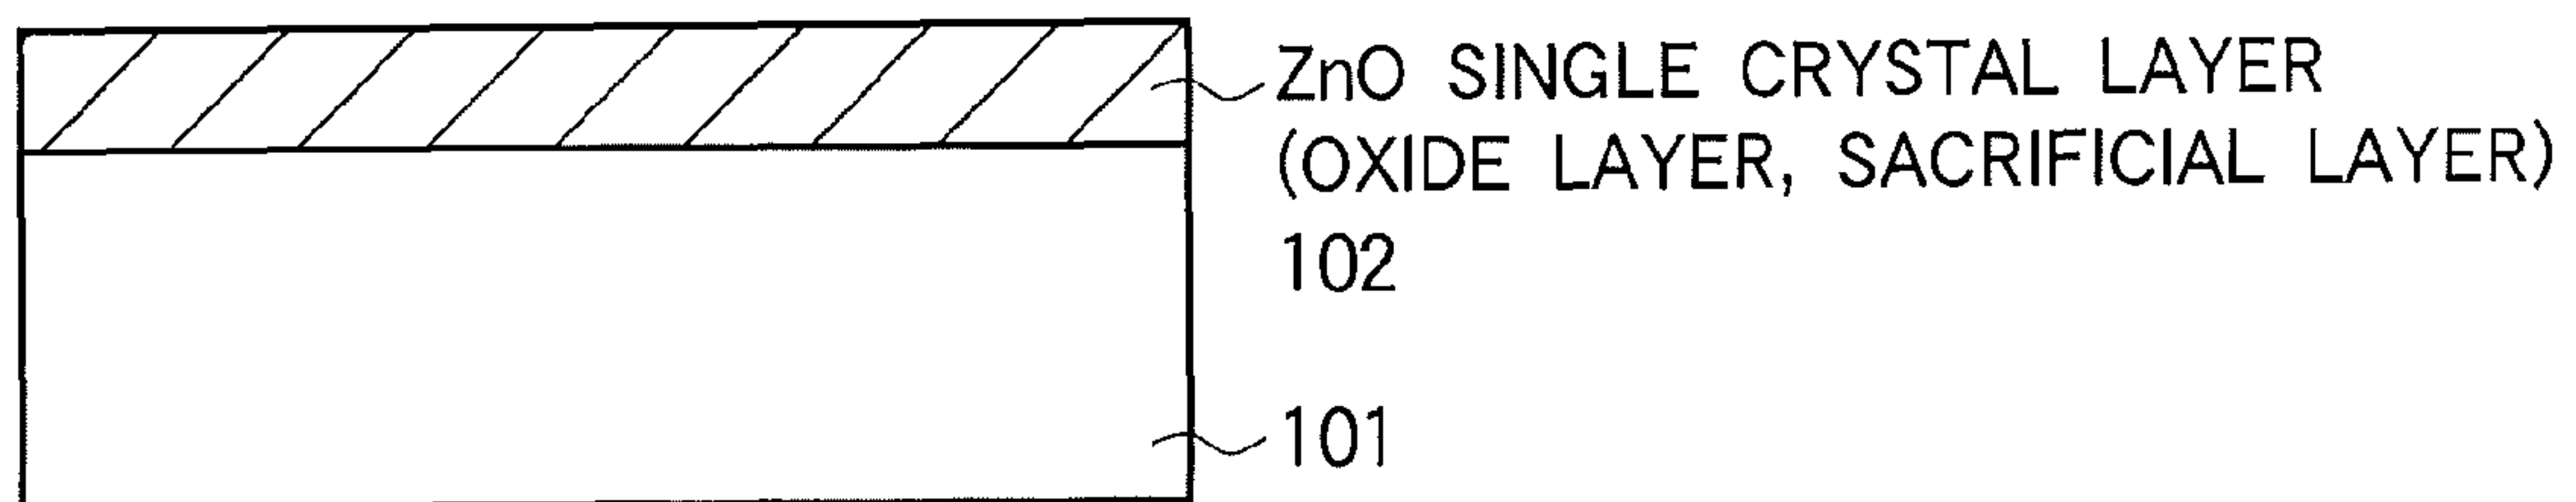 ZnO SINGLE CRYSTAL LAYER
(OXIDE LAYER, SACRIFICIAL LAYER)
102
101